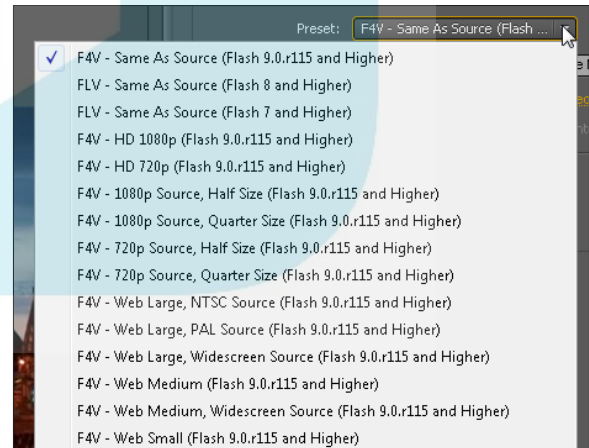 Preset: F4V - Same As Source (Flash ...
F4V - Same As Source (Flash 9.0.r115 and Higher)
FLV - Same As Source (Flash 8 and Higher)
FLV - Same As Source (Flash 7 and Higher)
F4V - HD 1080p (Flash 9.0.r115 and Higher)
F4V - HD 720p (Flash 9.0.r115 and Higher)
F4V - 1080p Source, Half Size (Flash 9.0.r115 and Higher)
F4V - 1080p Source, Quarter Size (Flash 9.0.r115 and Higher)
F4V - 720p Source, Half Size (Flash 9.0.r115 and Higher)
F4V - 720p Source, Quarter Size (Flash 9.0.r115 and Higher)
F4V - Web Large, NTSC Source (Flash 9.0.r115 and Higher)
F4V - Web Large, PAL Source (Flash 9.0.r115 and Higher)
F4V - Web Large, Widescreen Source (Flash 9.0.r115 and Higher)
F4V - Web Medium (Flash 9.0.r115 and Higher)
F4V - Web Medium, Widescreen Source (Flash 9.0.r115 and Higher)
F4V - Web Small (Flash 9.0.r115 and Higher)